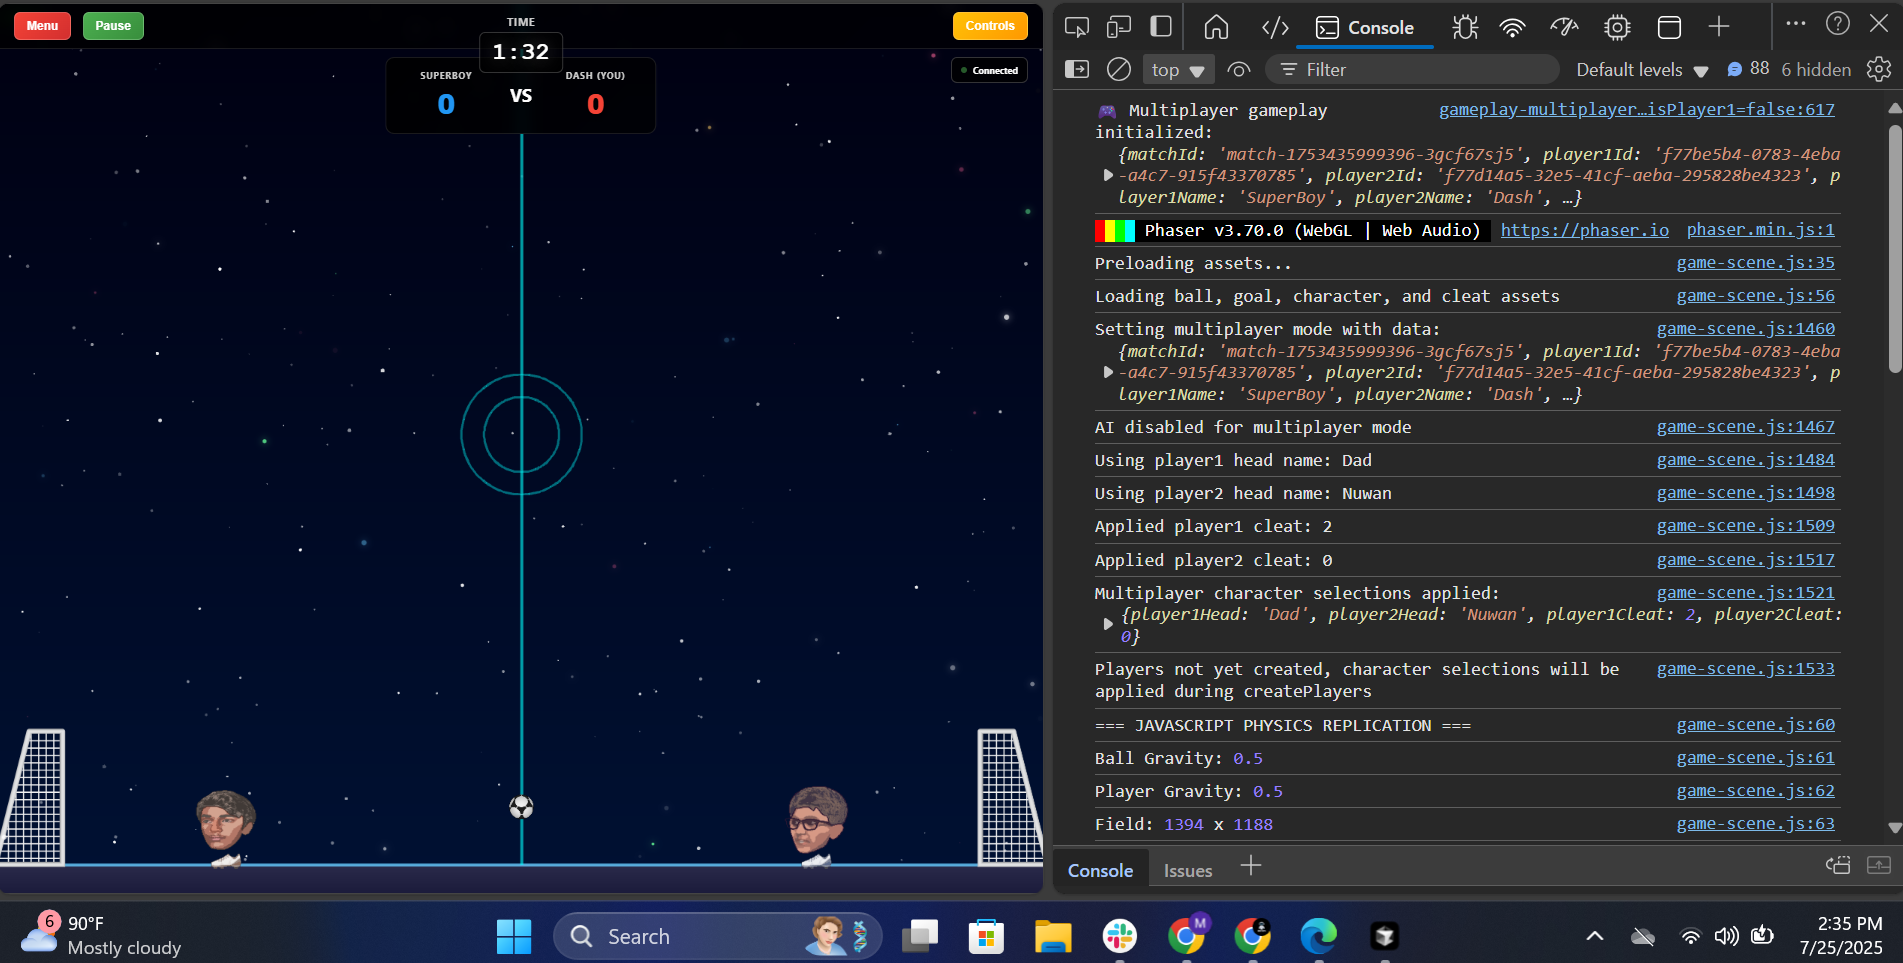 Menu
Pause
TIME
1:32
Controls
Connected
SUPERBOY
0
VS
DASH (YOU)
0
Console
top
Filter
Default levels
88
6 hidden
🎮 Multiplayer gameplay initialized:
gameplay-multiplayer…isPlayer1=false:617
{matchId: 'match-1753435999396-3gcf67sj5', player1Id: 'f77be5b4-0783-4eba
-a4c7-915f43370785', player2Id: 'f77d14a5-32e5-41cf-aeba-295828be4323', p
layer1Name: 'SuperBoy', player2Name: 'Dash', …}
Phaser v3.70.0 (WebGL | Web Audio) https://phaser.io
phaser.min.js:1
Preloading assets...
game-scene.js:35
Loading ball, goal, character, and cleat assets
game-scene.js:56
Setting multiplayer mode with data:
game-scene.js:1460
{matchId: 'match-1753435999396-3gcf67sj5', player1Id: 'f77be5b4-0783-4eba
-a4c7-915f43370785', player2Id: 'f77d14a5-32e5-41cf-aeba-295828be4323', p
layer1Name: 'SuperBoy', player2Name: 'Dash', …}
AI disabled for multiplayer mode
game-scene.js:1467
Using player1 head name: Dad
game-scene.js:1484
Using player2 head name: Nuwan
game-scene.js:1498
Applied player1 cleat: 2
game-scene.js:1509
Applied player2 cleat: 0
game-scene.js:1517
Multiplayer character selections applied:
game-scene.js:1521
{player1Head: 'Dad', player2Head: 'Nuwan', player1Cleat: 2, player2Cleat:
0}
Players not yet created, character selections will be
applied during createPlayers
game-scene.js:1533
=== JAVASCRIPT PHYSICS REPLICATION ===
game-scene.js:60
Ball Gravity: 0.5
game-scene.js:61
Player Gravity: 0.5
game-scene.js:62
Field: 1394 x 1188
game-scene.js:63
Console
Issues
6
90°F
Mostly cloudy
Search
M
2:35 PM
7/25/2025